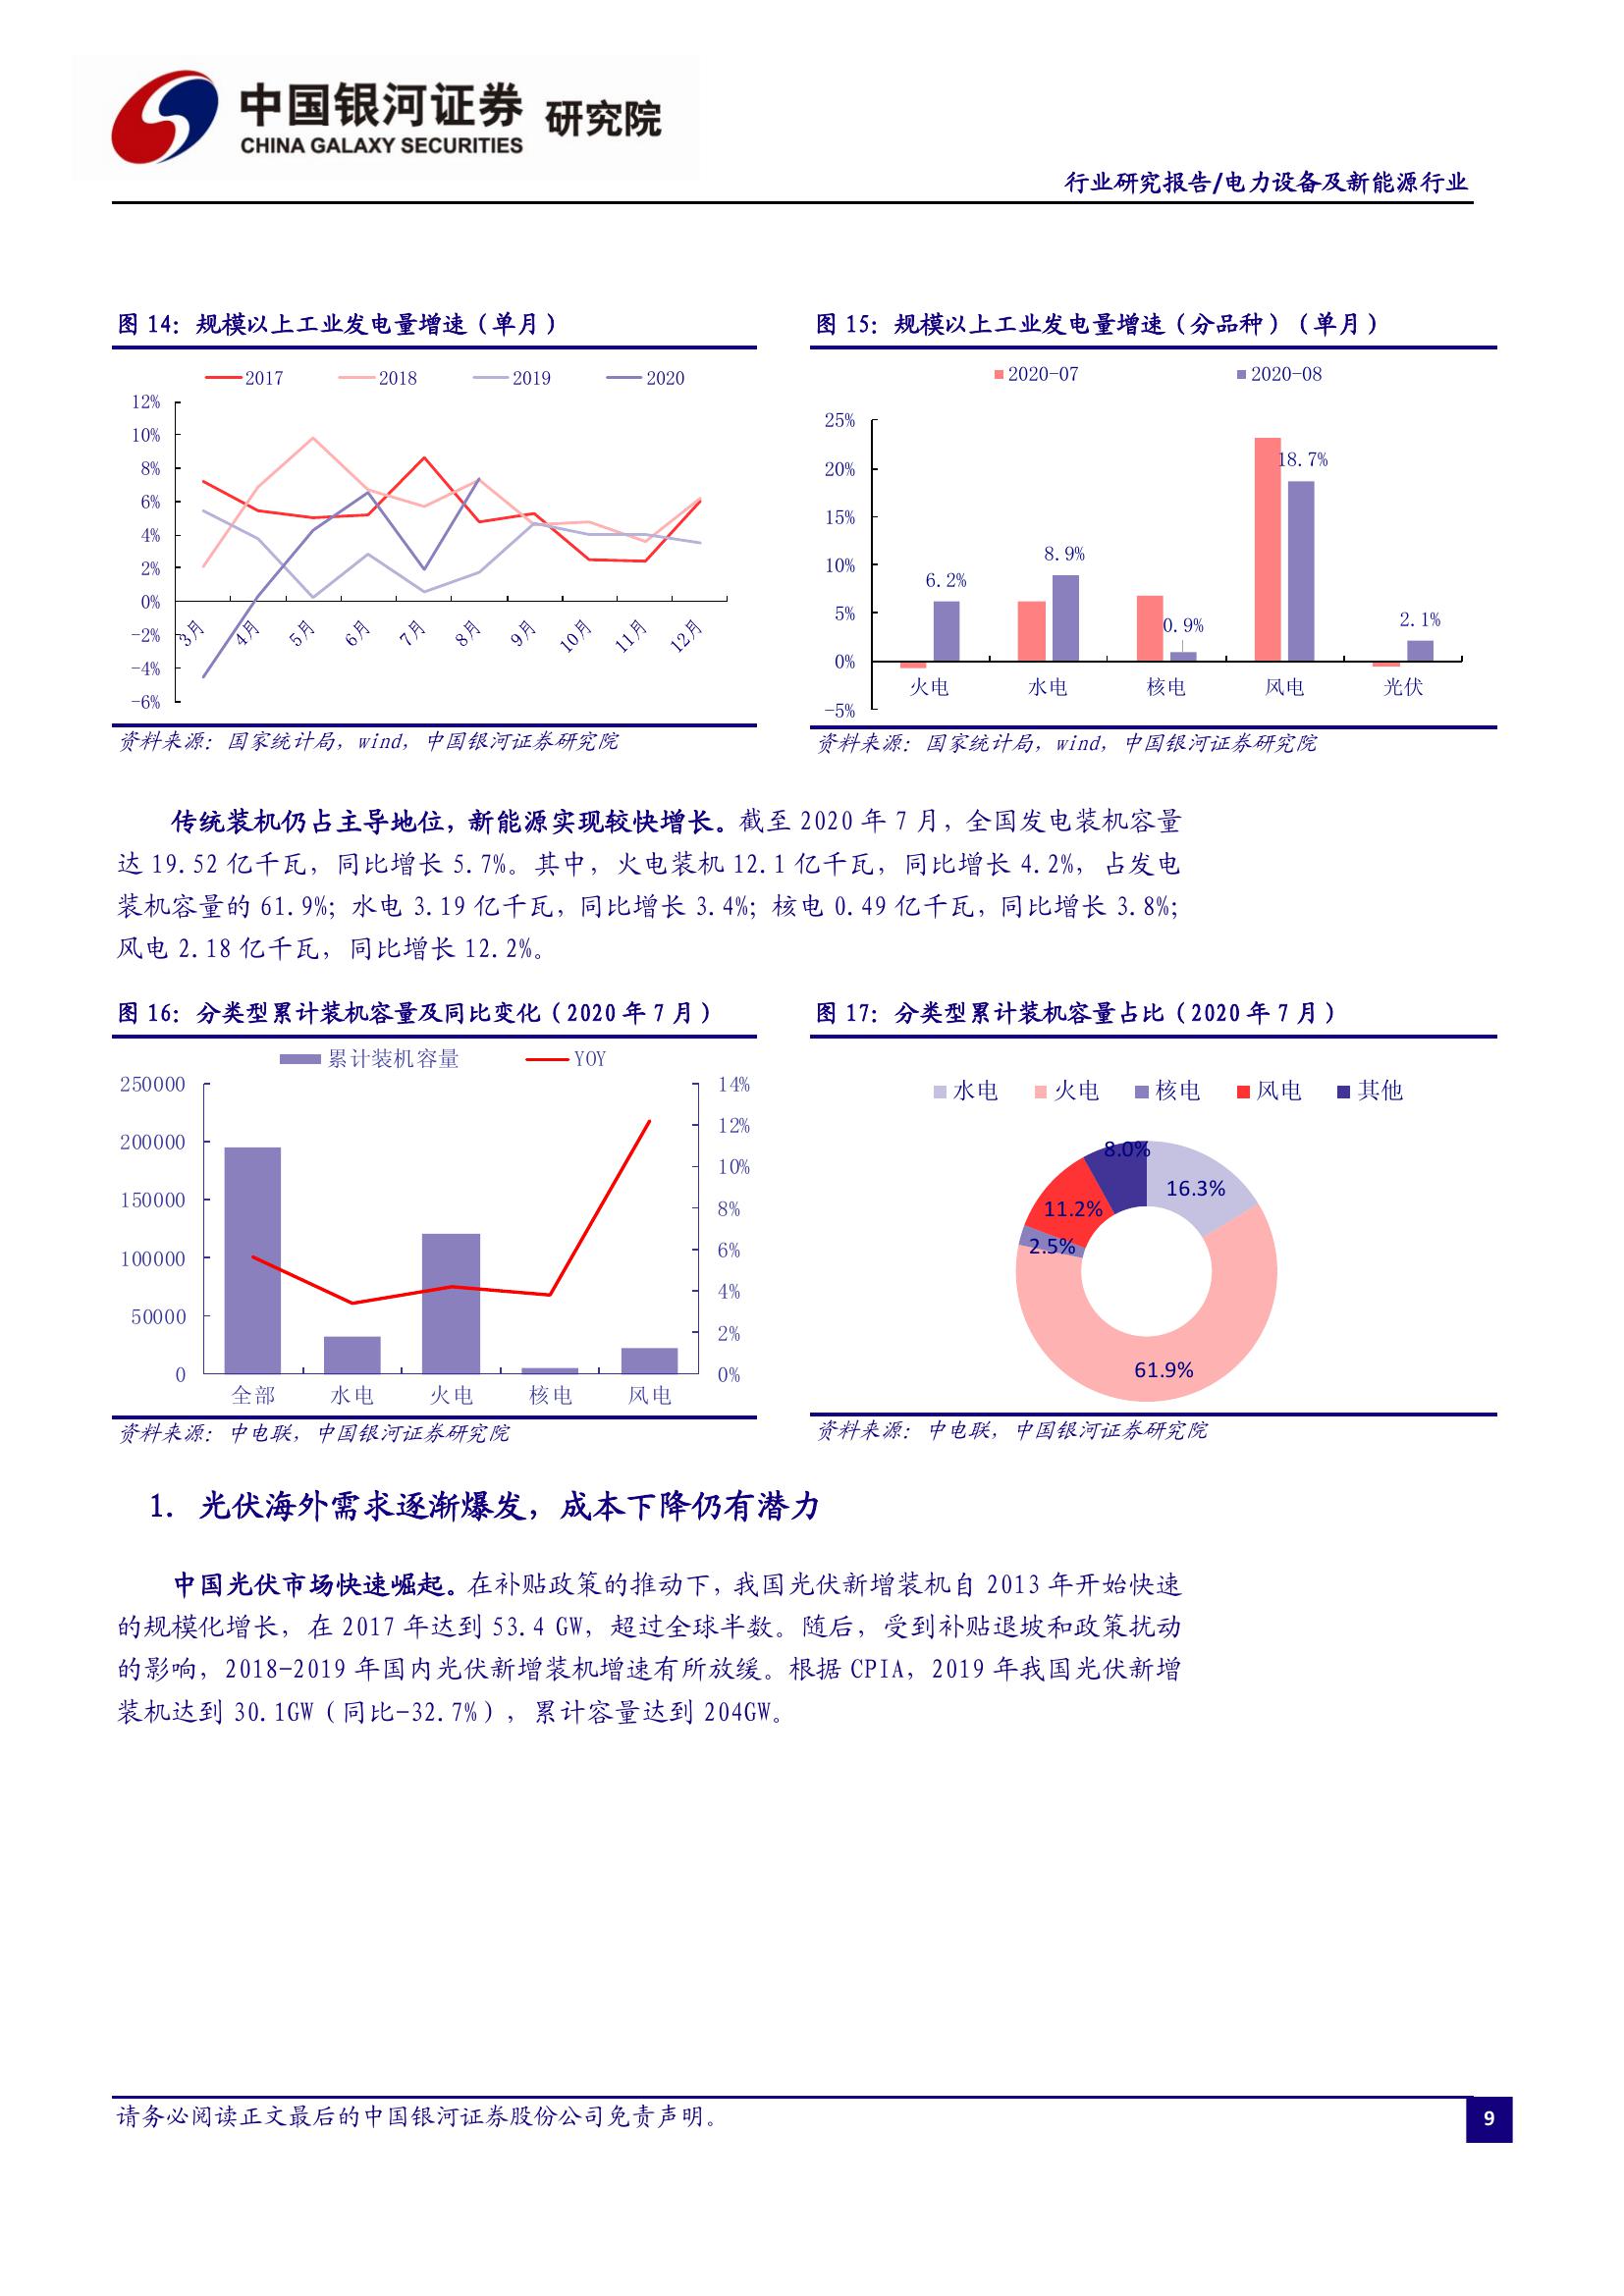 中国银河证券 研究院
CHINA GALAXY SECURITIES
行业研究报告/电力设备及新能源行业
图 14：规模以上工业发电量增速（单月）
2017 2018 2019 2020
12%
10%
8%
6%
4%
2%
0%
-2%
-4%
-6%
3月 4月 5月 6月 7月 8月 9月 10月 11月 12月
资料来源：国家统计局，wind，中国银河证券研究院
图 15：规模以上工业发电量增速（分品种）（单月）
2020-07 2020-08
25%
20%
15%
10%
5%
0%
-5%
6.2% 8.9% 0.9% 18.7% 2.1%
火电 水电 核电 风电 光伏
资料来源：国家统计局，wind，中国银河证券研究院
传统装机仍占主导地位，新能源实现较快增长。截至 2020 年 7 月，全国发电装机容量
达 19.52 亿千瓦，同比增长 5.7%。其中，火电装机 12.1 亿千瓦，同比增长 4.2%，占发电
装机容量的 61.9%；水电 3.19 亿千瓦，同比增长 3.4%；核电 0.49 亿千瓦，同比增长 3.8%；
风电 2.18 亿千瓦，同比增长 12.2%。
图 16：分类型累计装机容量及同比变化（2020 年 7 月）
累计装机容量 YOY
250000
200000
150000
100000
50000
0
14%
12%
10%
8%
6%
4%
2%
0%
全部 水电 火电 核电 风电
资料来源：中电联，中国银河证券研究院
图 17：分类型累计装机容量占比（2020 年 7 月）
水电 火电 核电 风电 其他
8.0%
16.3%
11.2%
2.5%
61.9%
资料来源：中电联，中国银河证券研究院
1. 光伏海外需求逐渐爆发，成本下降仍有潜力
中国光伏市场快速崛起。在补贴政策的推动下，我国光伏新增装机自 2013 年开始快速
的规模化增长，在 2017 年达到 53.4 GW，超过全球半数。随后，受到补贴退坡和政策扰动
的影响，2018-2019 年国内光伏新增装机增速有所放缓。根据 CPIA，2019 年我国光伏新增
装机达到 30.1GW（同比-32.7%），累计容量达到 204GW。
请务必阅读正文最后的中国银河证券股份公司免责声明。
9